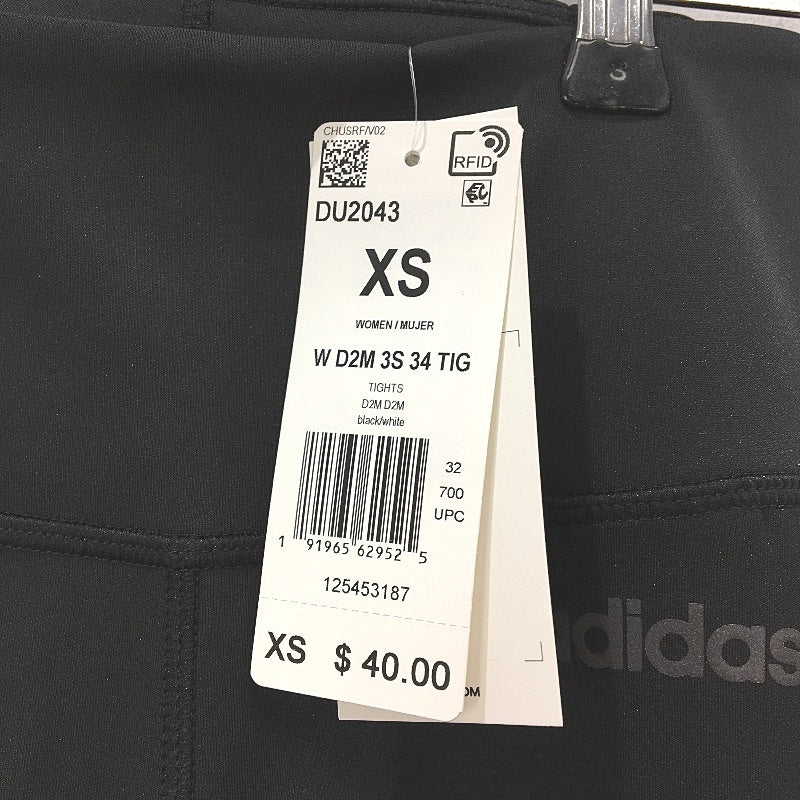 CHUSRF/V02
RFID
DU2043
XS
WOMEN / MUJER
W D2M 3S 34 TIG
TIGHTS
D2M D2M
black/white
32
700
UPC
1 91965 62952 5
125453187
XS $ 40.00
adidas